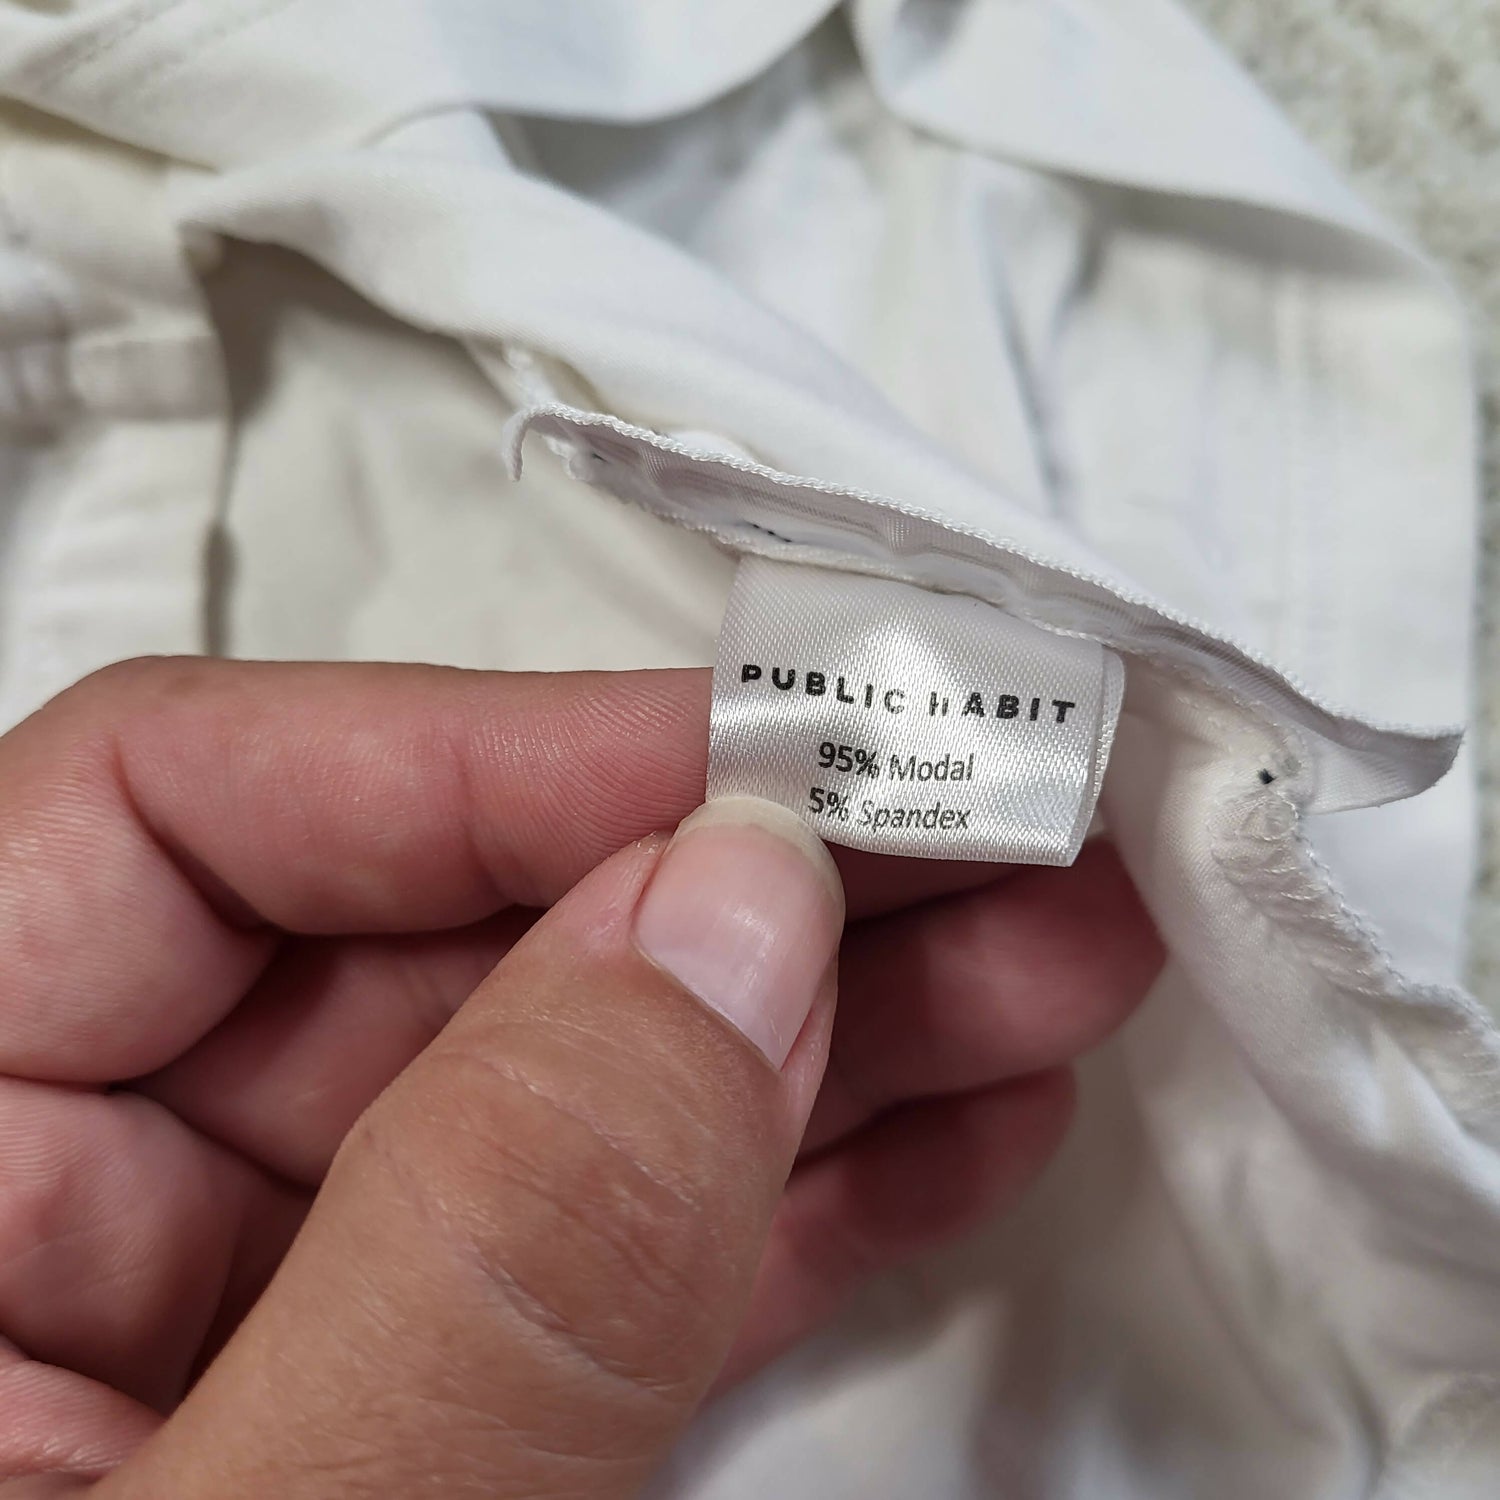 PUBLIC HABIT
95% Modal
5% Spandex